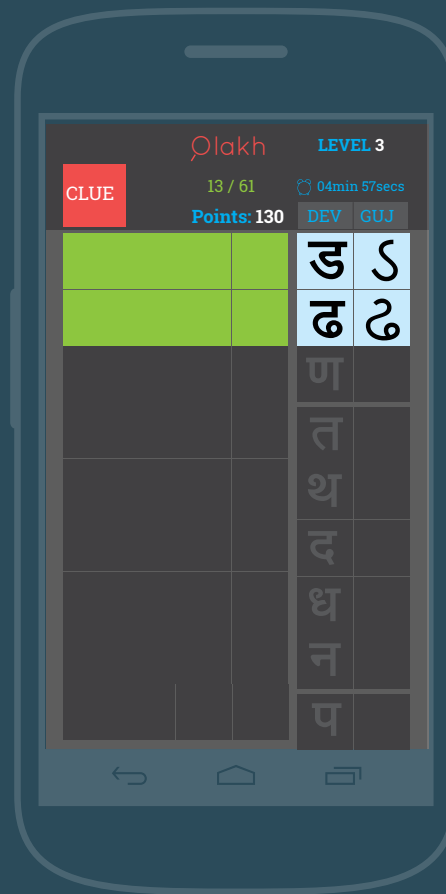 Olakh LEVEL 3
CLUE 13 / 61 04min 57secs
Points: 130 DEV GUJ
ड ડ
ढ ઢ
ण
त
थ
द
ध
न
प